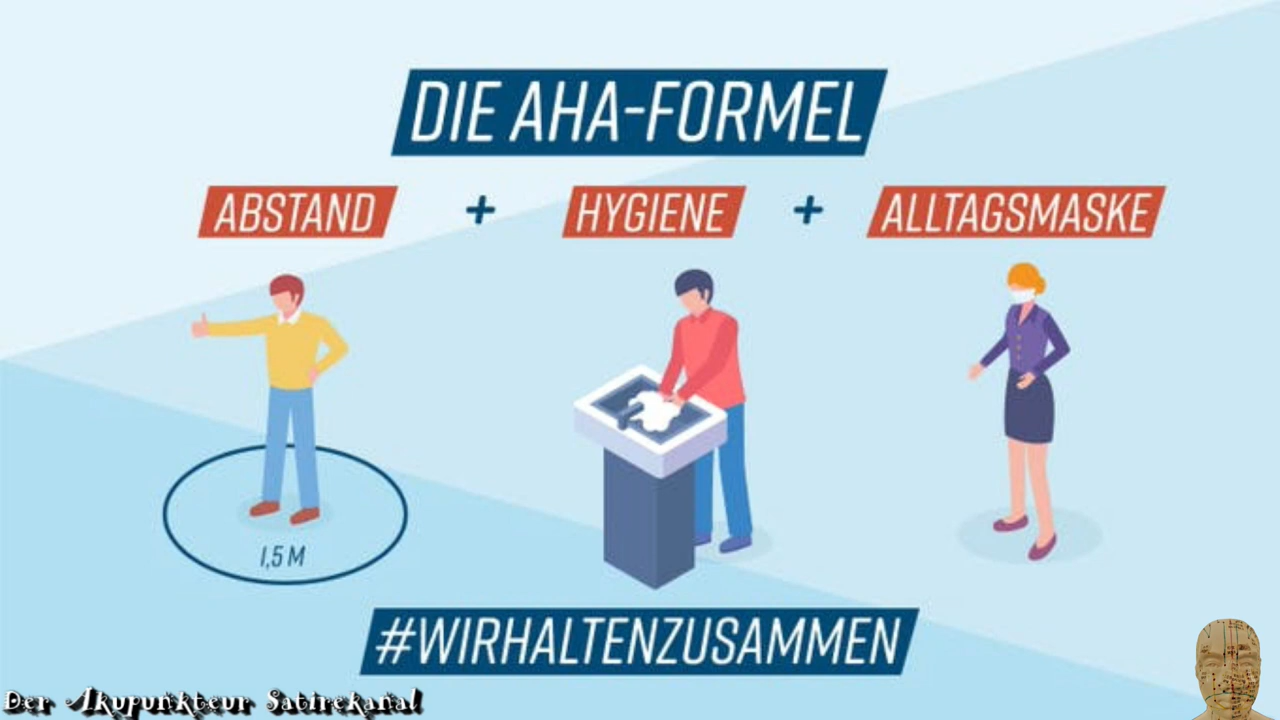 DIE AHA-FORMEL
ABSTAND + HYGIENE + ALLTAGSMASKE
1,5 M
#WIRHALTENZUSAMMEN
Der Akupunkteur Satirekanal